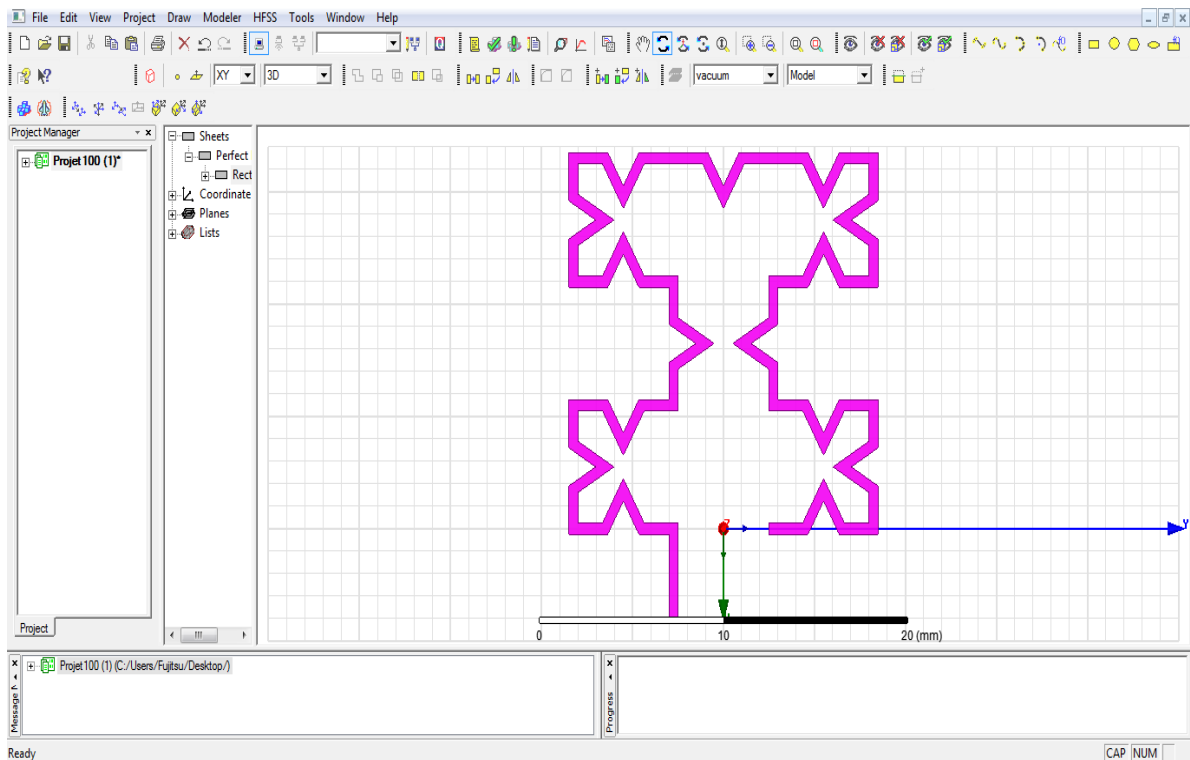 File Edit View Project Draw Modeler HFSS Tools Window Help
XY 3D vacuum Model
Project Manager
Projet100 (1)*
Sheets
Perfect
Rect
Coordinate
Planes
Lists
Y
0 10 20 (mm)
Project
Projet100 (1) (C:/Users/Fujitsu/Desktop/)
Progress
Ready
CAP NUM